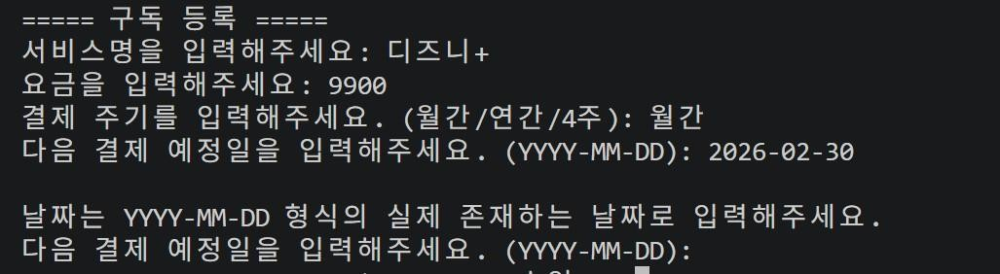 ===== 구독 등록 =====
서비스명을 입력해주세요: 디즈니+
요금을 입력해주세요: 9900
결제 주기를 입력해주세요. (월간/연간/4주): 월간
다음 결제 예정일을 입력해주세요. (YYYY-MM-DD): 2026-02-30
날짜는 YYYY-MM-DD 형식의 실제 존재하는 날짜로 입력해주세요.
다음 결제 예정일을 입력해주세요. (YYYY-MM-DD):